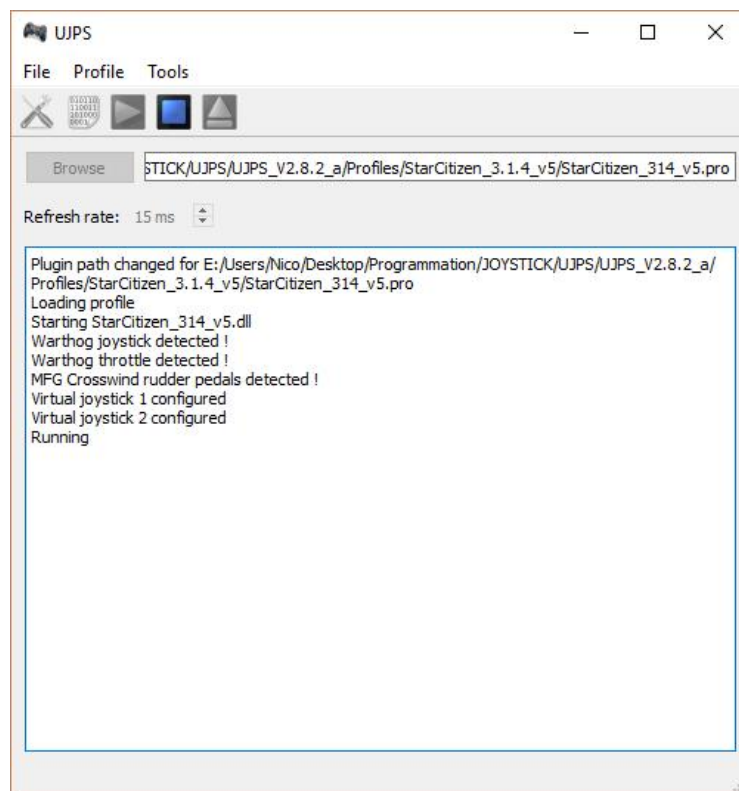 UJPS
File Profile Tools
Browse STICK/UJPS/UJPS_V2.8.2_a/Profiles/StarCitizen_3.1.4_v5/StarCitizen_314_v5.pro
Refresh rate: 15 ms
Plugin path changed for E:/Users/Nico/Desktop/Programmation/JOYSTICK/UJPS/UJPS_V2.8.2_a/
Profiles/StarCitizen_3.1.4_v5/StarCitizen_314_v5.pro
Loading profile
Starting StarCitizen_314_v5.dll
Warthog joystick detected !
Warthog throttle detected !
MFG Crosswind rudder pedals detected !
Virtual joystick 1 configured
Virtual joystick 2 configured
Running